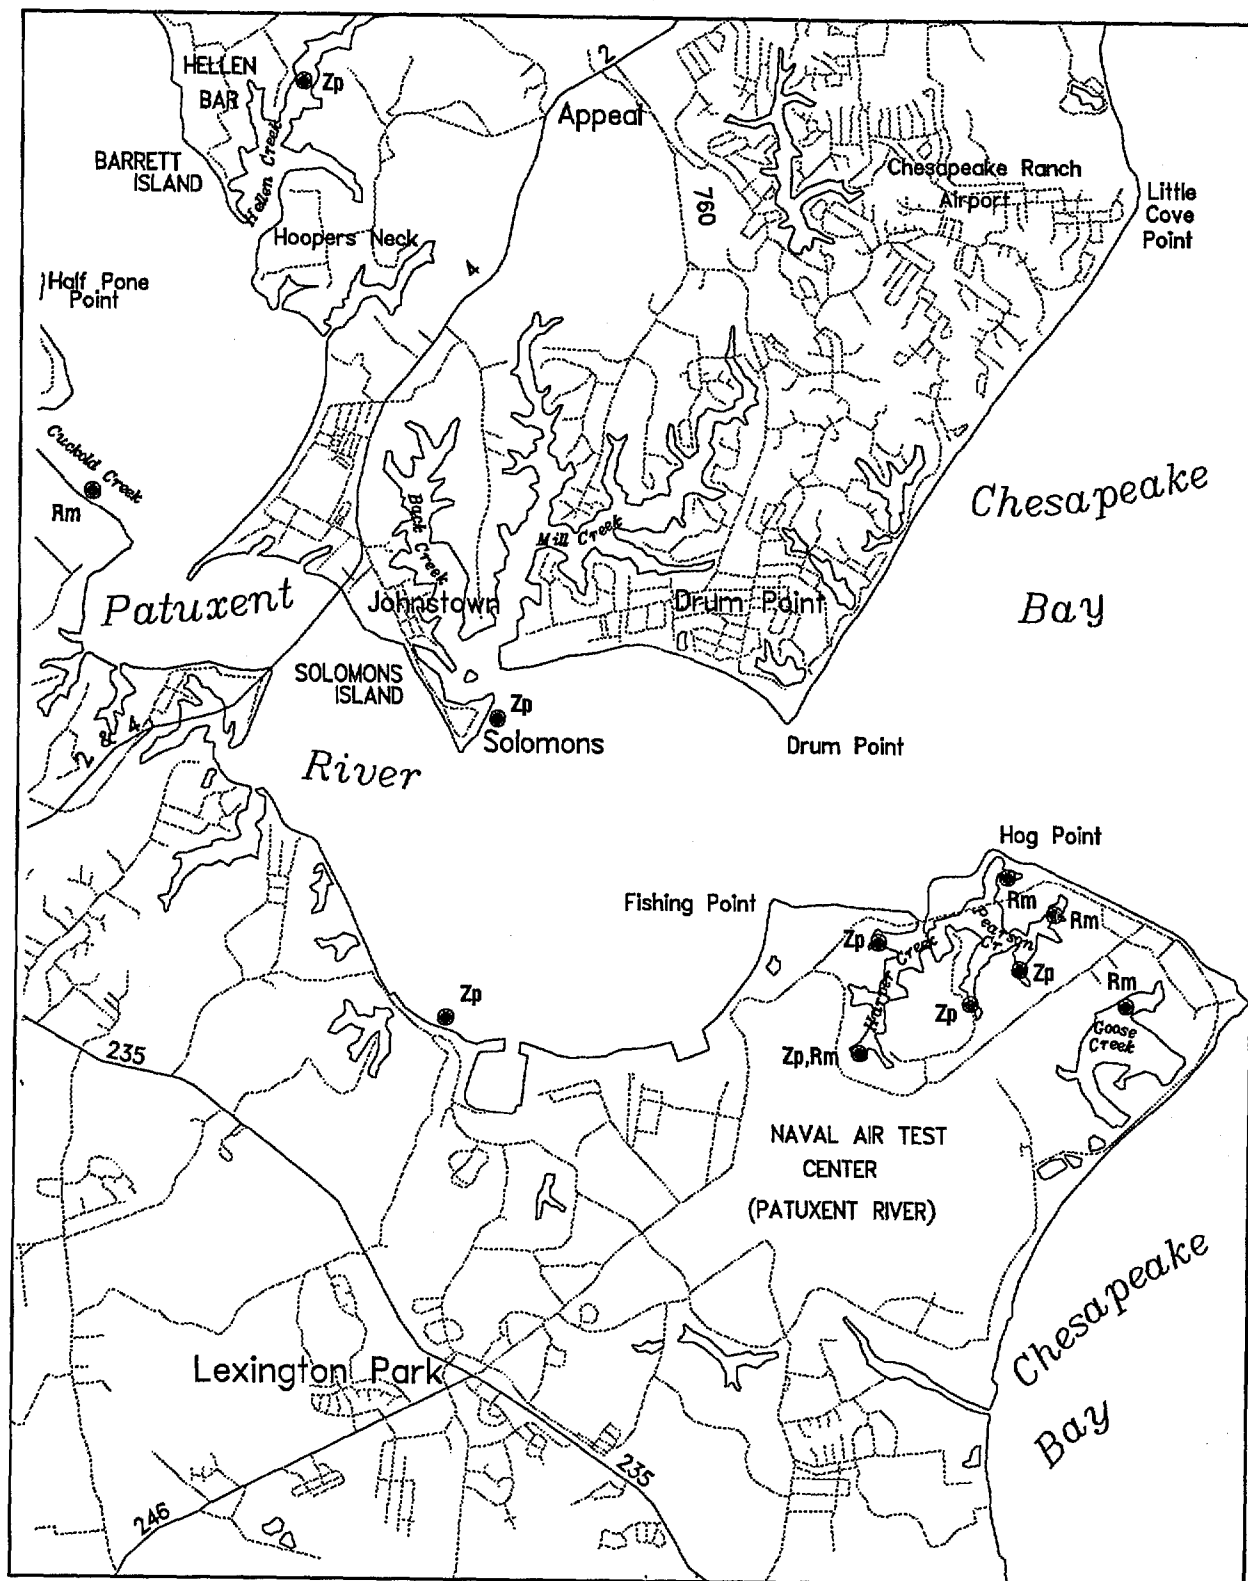 HELLEN
BAR
Zp
2
Appeal
BARRETT
ISLAND
Hellen Creek
760
Chesapeake Ranch
Airport
Little
Cove
Point
Hoopers Neck
4
Half Pone
Point
Cuckold Creek
Rm
Back Creek
Mill Creek
Chesapeake
Bay
Patuxent
Johnstown
Drum Point
SOLOMONS
ISLAND
Zp
Solomons
2 & 4
River
Drum Point
Hog Point
Fishing Point
Rm
Rm
Pearson
Cr
Zp
Harper Creek
Zp
Zp
Rm
Zp
Goose
Creek
235
Zp,Rm
NAVAL AIR TEST
CENTER
(PATUXENT RIVER)
Chesapeake
Bay
Lexington Park
235
246